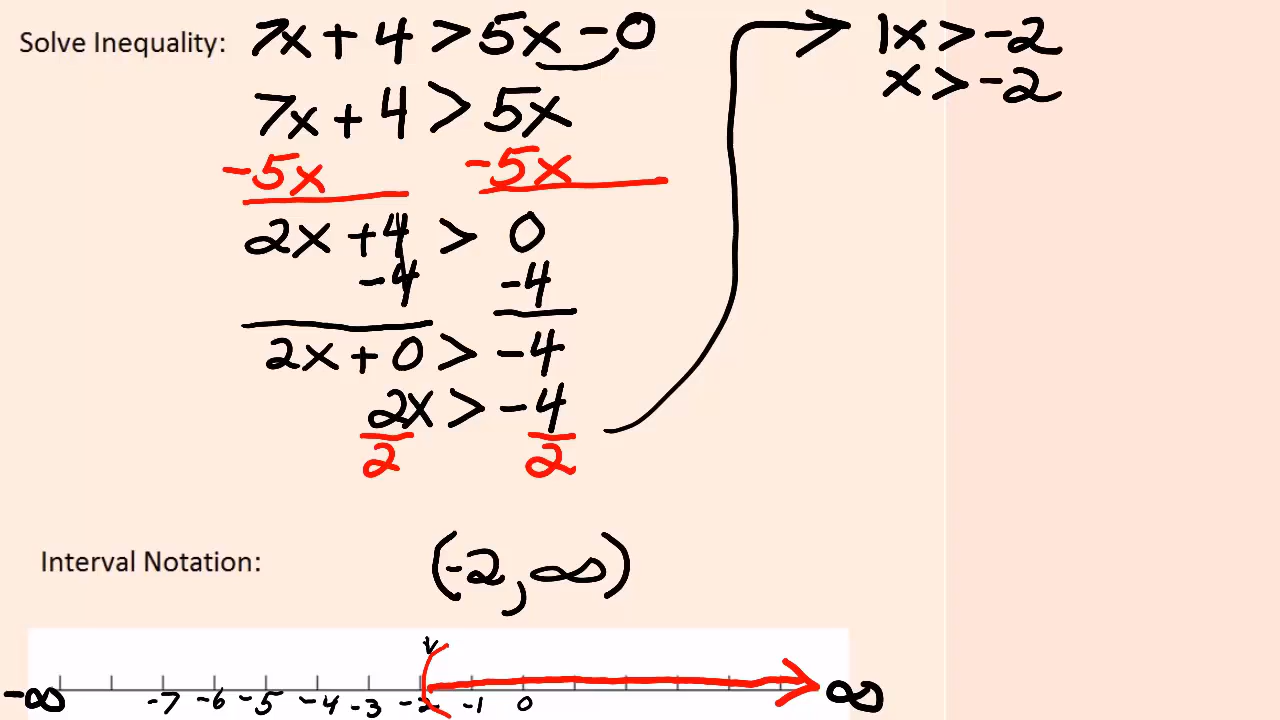 Solve Inequality: 7x + 4 > 5x - 0
7x + 4 > 5x
-5x -5x
2x + 4 > 0
-4 -4
2x + 0 > -4
2x > -4
2 2
1x > -2
x > -2
Interval Notation: (-2, ∞)
-∞ -7 -6 -5 -4 -3 -2 -1 0 ∞